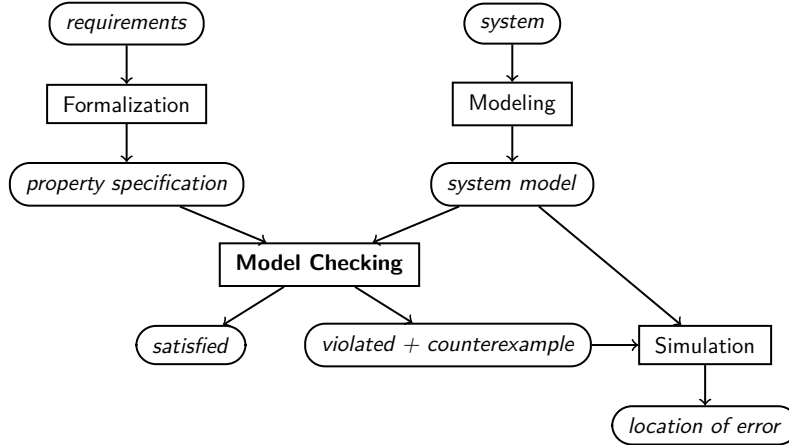 requirements
system
Formalization
Modeling
property specification
system model
Model Checking
satisfied
violated + counterexample
Simulation
location of error